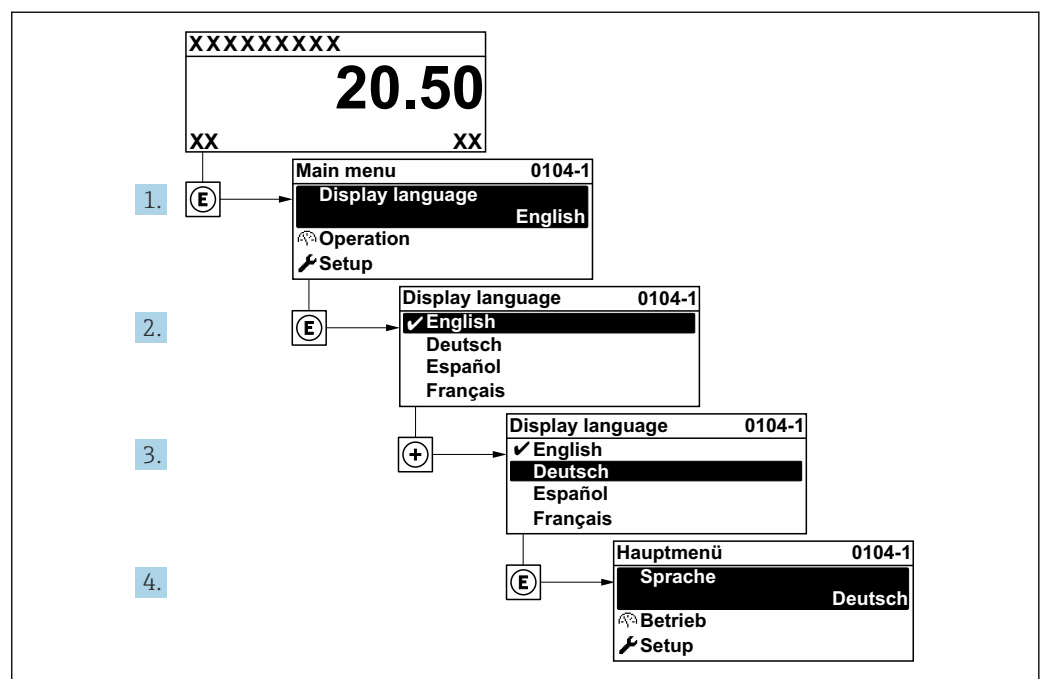 XXXXXXXXX
20.50
XX XX
1. E
Main menu 0104-1
Display language
English
Operation
Setup
2. E
Display language 0104-1
✔English
Deutsch
Español
Français
3. +
Display language 0104-1
✔English
Deutsch
Español
Français
4. E
Hauptmenü 0104-1
Sprache
Deutsch
Betrieb
Setup